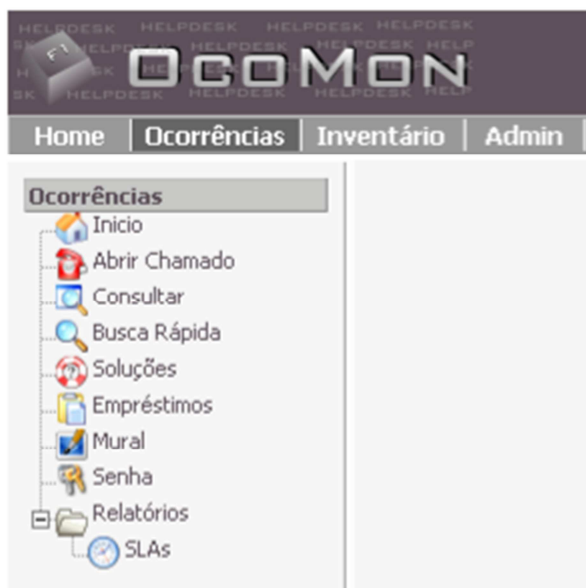 HELPDESK HELPDESK HELPDESK HELPDESK
F1
OcoMon
Home Ocorrências Inventário Admin
Ocorrências
Inicio
Abrir Chamado
Consultar
Busca Rápida
Soluções
Empréstimos
Mural
Senha
Relatórios
SLAs